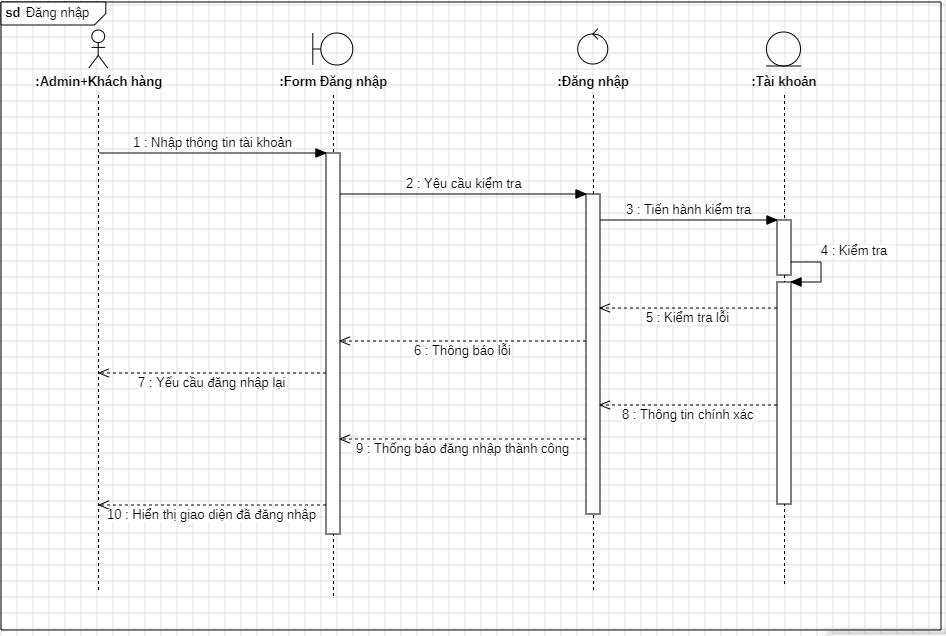 sd Đăng nhập
:Admin+Khách hàng
:Form Đăng nhập
:Đăng nhập
:Tài khoản
1 : Nhập thông tin tài khoản
2 : Yêu cầu kiểm tra
3 : Tiến hành kiểm tra
4 : Kiểm tra
5 : Kiểm tra lỗi
6 : Thông báo lỗi
7 : Yếu cầu đăng nhập lại
8 : Thông tin chính xác
9 : Thống báo đăng nhập thành công
10 : Hiển thị giao diện đã đăng nhập